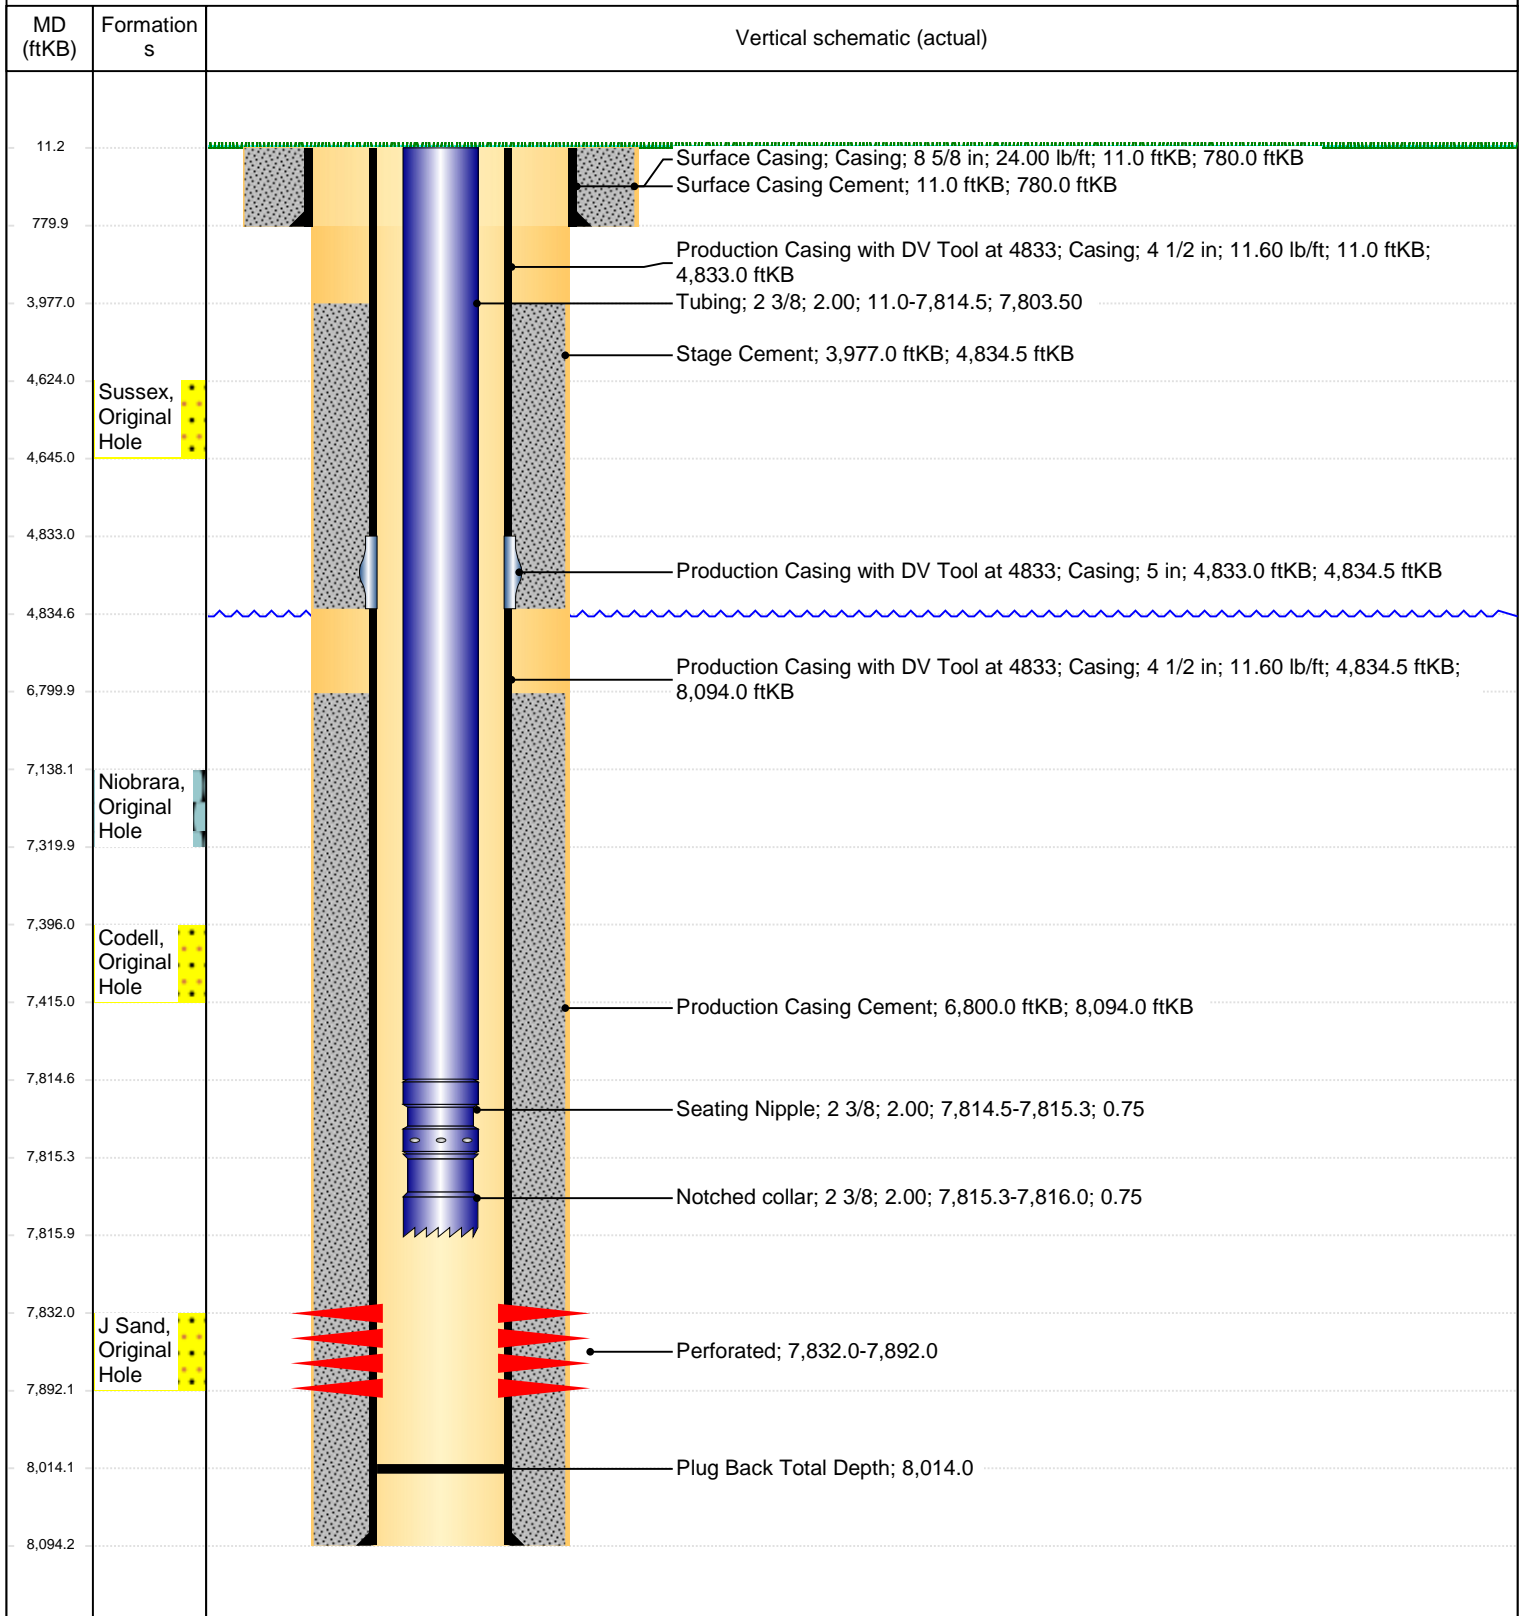 MD
(ftKB)
Formation
s
Vertical schematic (actual)
11.2
Surface Casing; Casing; 8 5/8 in; 24.00 lb/ft; 11.0 ftKB; 780.0 ftKB
Surface Casing Cement; 11.0 ftKB; 780.0 ftKB
779.9
Production Casing with DV Tool at 4833; Casing; 4 1/2 in; 11.60 lb/ft; 11.0 ftKB;
4,833.0 ftKB
3,977.0
Tubing; 2 3/8; 2.00; 11.0-7,814.5; 7,803.50
Stage Cement; 3,977.0 ftKB; 4,834.5 ftKB
4,624.0
Sussex,
Original
Hole
4,645.0
4,833.0
Production Casing with DV Tool at 4833; Casing; 5 in; 4,833.0 ftKB; 4,834.5 ftKB
4,834.6
Production Casing with DV Tool at 4833; Casing; 4 1/2 in; 11.60 lb/ft; 4,834.5 ftKB;
8,094.0 ftKB
6,799.9
7,138.1
Niobrara,
Original
Hole
7,319.9
7,396.0
Codell,
Original
Hole
7,415.0
Production Casing Cement; 6,800.0 ftKB; 8,094.0 ftKB
7,814.6
Seating Nipple; 2 3/8; 2.00; 7,814.5-7,815.3; 0.75
7,815.3
Notched collar; 2 3/8; 2.00; 7,815.3-7,816.0; 0.75
7,815.9
7,832.0
J Sand,
Original
Hole
Perforated; 7,832.0-7,892.0
7,892.1
8,014.1
Plug Back Total Depth; 8,014.0
8,094.2